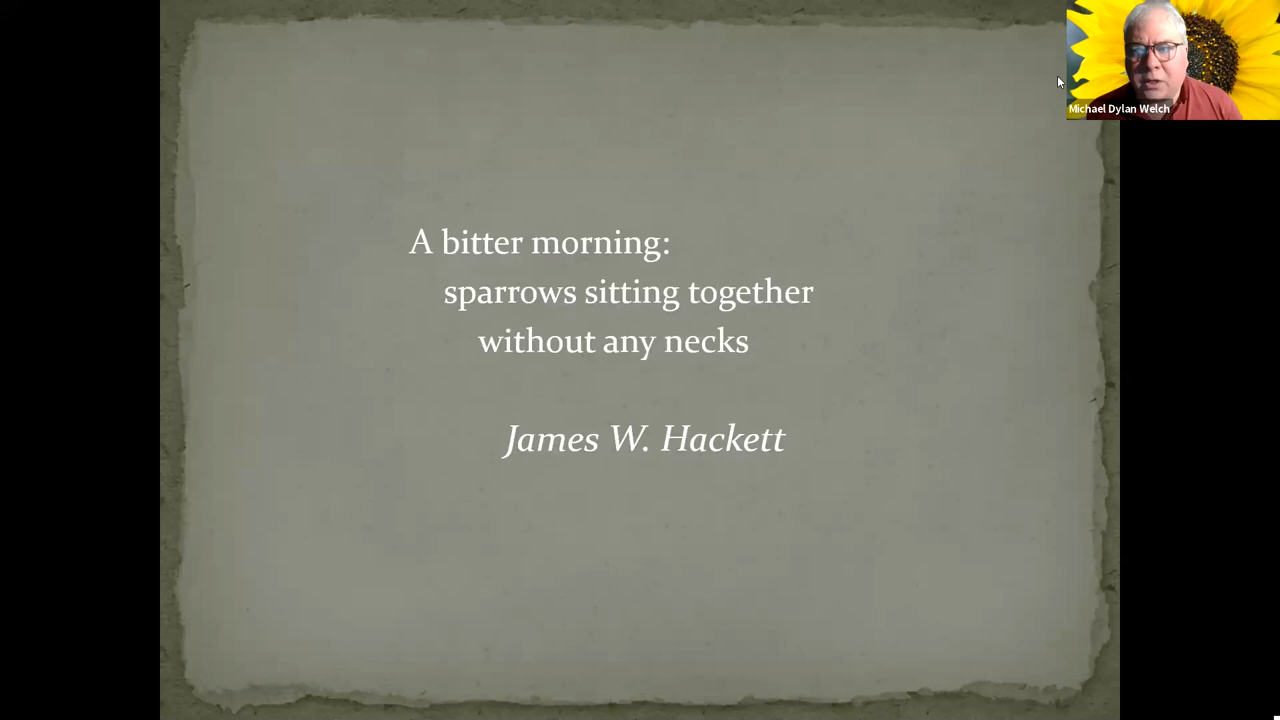 A bitter morning:
sparrows sitting together
without any necks
James W. Hackett
Michael Dylan Welch